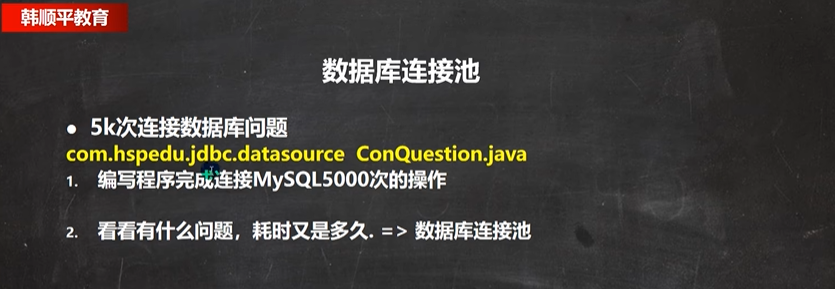 韩顺平教育
数据库连接池
● 5k次连接数据库问题
com.hspedu.jdbc.datasource ConQuestion.java
1. 编写程序完成连接MySQL5000次的操作
2. 看看有什么问题，耗时又是多久. => 数据库连接池